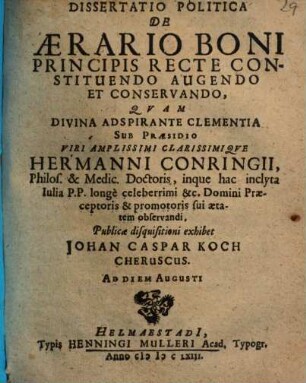 29
DISSERTATIO POLITICA
DE
ÆRARIO BONI
PRINCIPIS RECTE CON-
STITUENDO AUGENDO
ET CONSERVANDO,
QVAM
DIVINA ADSPIRANTE CLEMENTIA
SUB PRÆSIDIO
VIRI AMPLISSIMI CLARISSIMIQVE
HERMANNI CONRINGII,
Philos. & Medic. Doctoris, inque hac inclyta
Iulia P.P. longè celeberrimi &c. Domini Præ-
ceptoris & promotoris sui æta-
tem observandi,
Publicæ disquisitioni exhibet
JOHAN CASPAR KOCH
CHERUSCUS.
AD DIEM AUGUSTI
HELMAESTADI,
Typis HENNINGI MULLERI Acad. Typogr.
Anno cIↄ Iↄ c LXIII.